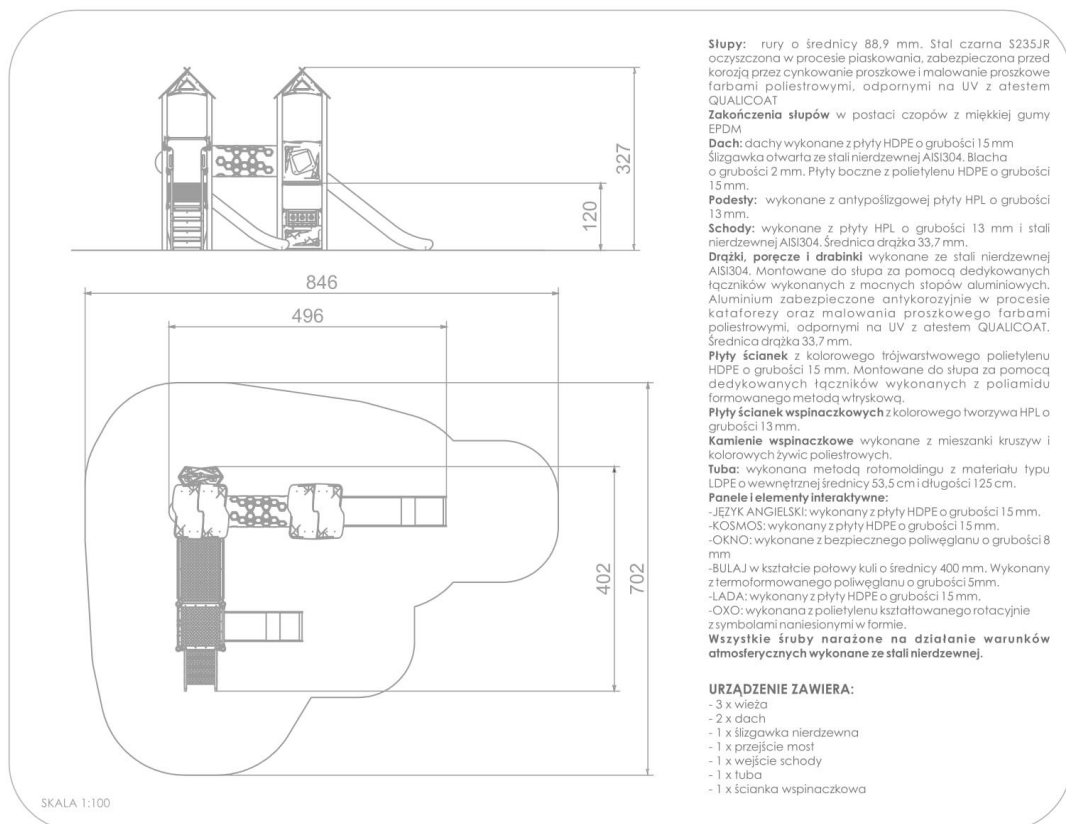 327
120
846
496
402
702
SKALA 1:100
Słupy: rury o średnicy 88,9 mm. Stal czarna S235JR
oczyszczona w procesie piaskowania, zabezpieczona przed
korozją przez cynkowanie proszkowe i malowanie proszkowe
farbami poliestrowymi, odpornymi na UV z atestem
QUALICOAT
Zakończenia słupów w postaci czopów z miękkiej gumy
EPDM
Dach: dachy wykonane z płyty HDPE o grubości 15 mm
Ślizgawka otwarta ze stali nierdzewnej AISI304. Blacha
o grubości 2 mm. Płyty boczne z polietylenu HDPE o grubości
15 mm.
Podesty: wykonane z antypoślizgowej płyty HPL o grubości
13 mm.
Schody: wykonane z płyty HPL o grubości 13 mm i stali
nierdzewnej AISI304. Średnica drążka 33,7 mm.
Drążki, poręcze i drabinki wykonane ze stali nierdzewnej
AISI304. Montowane do słupa za pomocą dedykowanych
łączników wykonanych z mocnych stopów aluminiowych.
Aluminium zabezpieczone antykorozyjnie w procesie
kataforezy oraz malowania proszkowego farbami
poliestrowymi, odpornymi na UV z atestem QUALICOAT.
Średnica drążka 33,7 mm.
Płyty ścianek z kolorowego trójwarstwowego polietylenu
HDPE o grubości 15 mm. Montowane do słupa za pomocą
dedykowanych łączników wykonanych z poliamidu
formowanego metodą wtryskową.
Płyty ścianek wspinaczkowych z kolorowego tworzywa HPL o
grubości 13 mm.
Kamienie wspinaczkowe wykonane z mieszanki kruszyw i
kolorowych żywic poliestrowych.
Tuba: wykonana metodą rotomoldingu z materiału typu
LDPE o wewnętrznej średnicy 53,5 cm i długości 125 cm.
Panele i elementy interaktywne:
-JĘZYK ANGIELSKI: wykonany z płyty HDPE o grubości 15 mm.
-KOSMOS: wykonany z płyty HDPE o grubości 15 mm.
-OKNO: wykonane z bezpiecznego poliwęglanu o grubości 8
mm
-BULAJ w kształcie połowy kuli o średnicy 400 mm. Wykonany
z termoformowanego poliwęglanu o grubości 5mm.
-LADA: wykonany z płyty HDPE o grubości 15 mm.
-OXO: wykonana z polietylenu kształtowanego rotacyjnie
z symbolami naniesionymi w formie.
Wszystkie śruby narażone na działanie warunków
atmosferycznych wykonane ze stali nierdzewnej.
URZĄDZENIE ZAWIERA:
- 3 x wieża
- 2 x dach
- 1 x ślizgawka nierdzewna
- 1 x przejście most
- 1 x wejście schody
- 1 x tuba
- 1 x ścianka wspinaczkowa